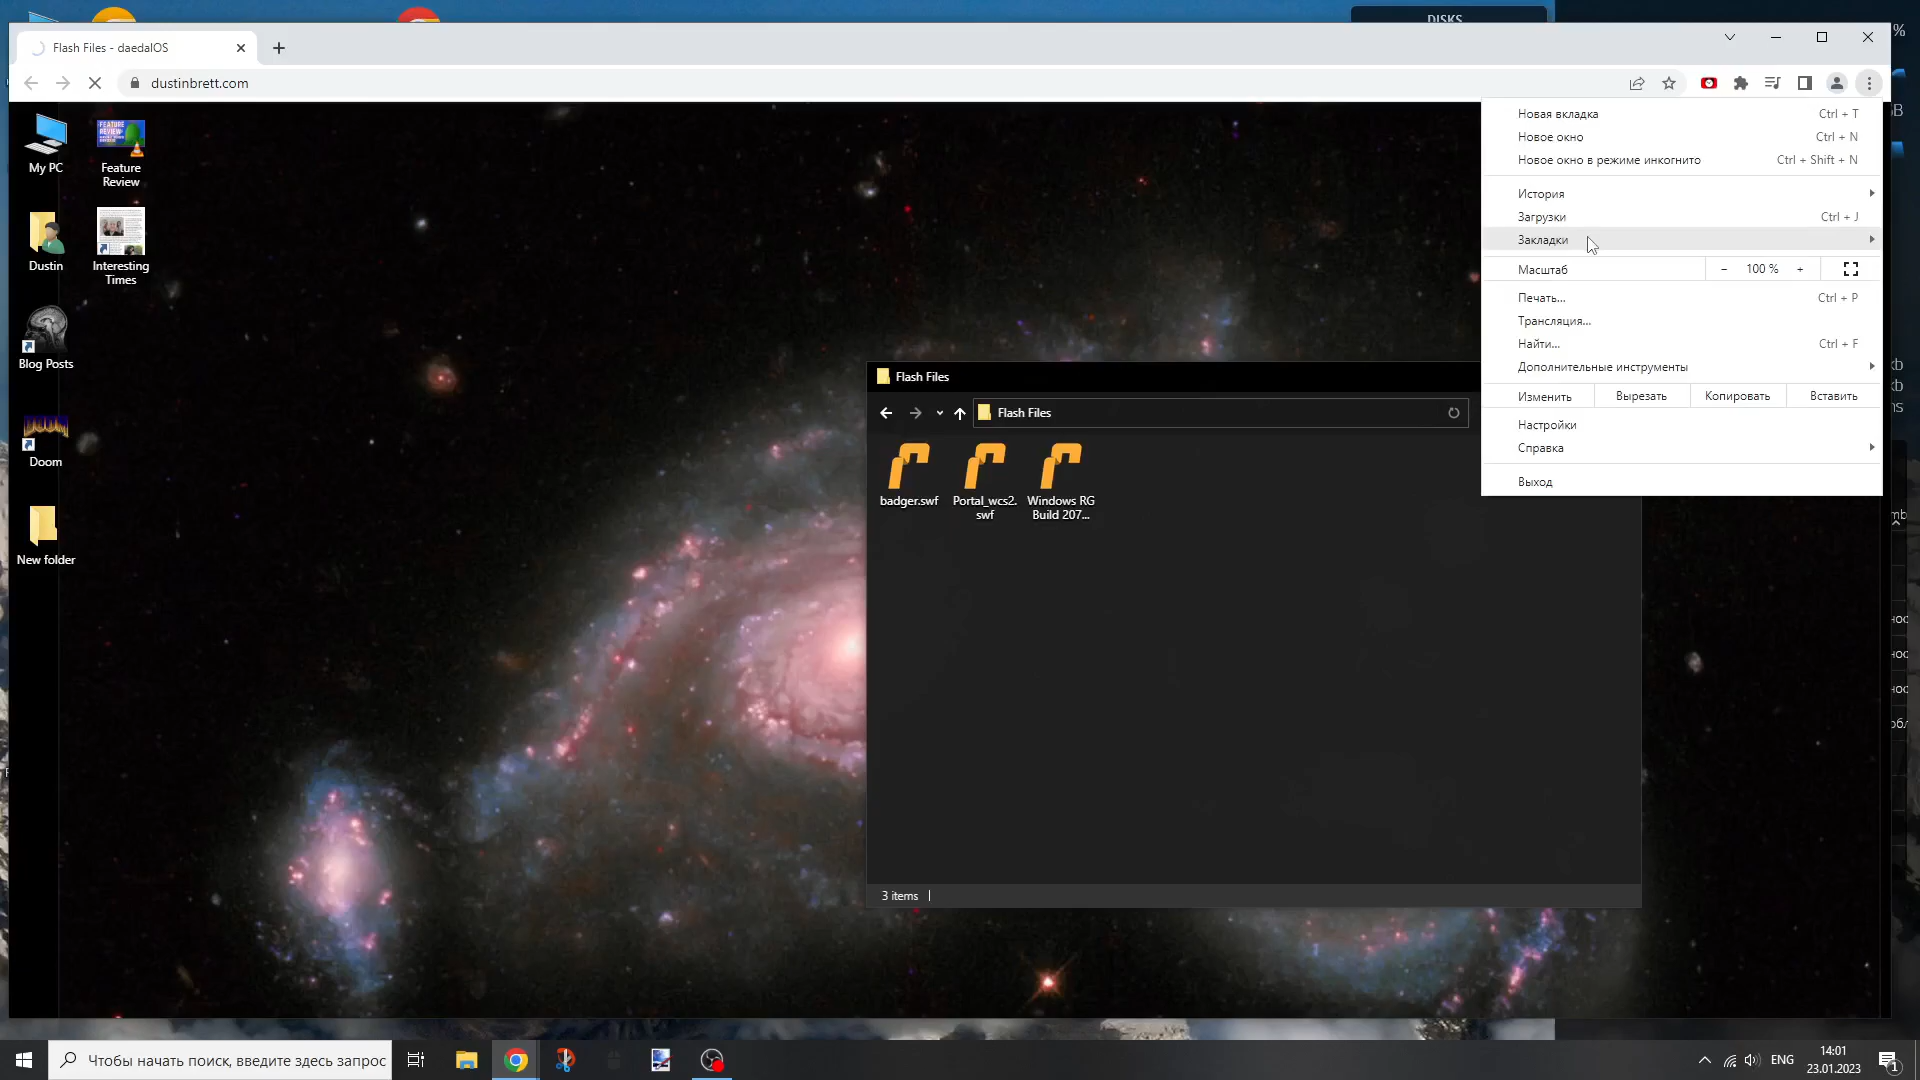 DISKS
Flash Files - daedalOS
dustinbrett.com
My PC
FEATURE
REVIEW
Feature
Review
Dustin
Interesting
Times
Blog Posts
Doom
New folder
Новая вкладка Ctrl + T
Новое окно Ctrl + N
Новое окно в режиме инкогнито Ctrl + Shift + N
История
Загрузки Ctrl + J
Закладки
Масштаб − 100 % +
Печать... Ctrl + P
Трансляция...
Найти... Ctrl + F
Дополнительные инструменты
Изменить Вырезать Копировать Вставить
Настройки
Справка
Выход
Flash Files
Flash Files
badger.swf
Portal_wcs2.
swf
Windows RG
Build 207...
3 items
%
kb
kb
mb
Чтобы начать поиск, введите здесь запрос
ENG
14:01
23.01.2023
1